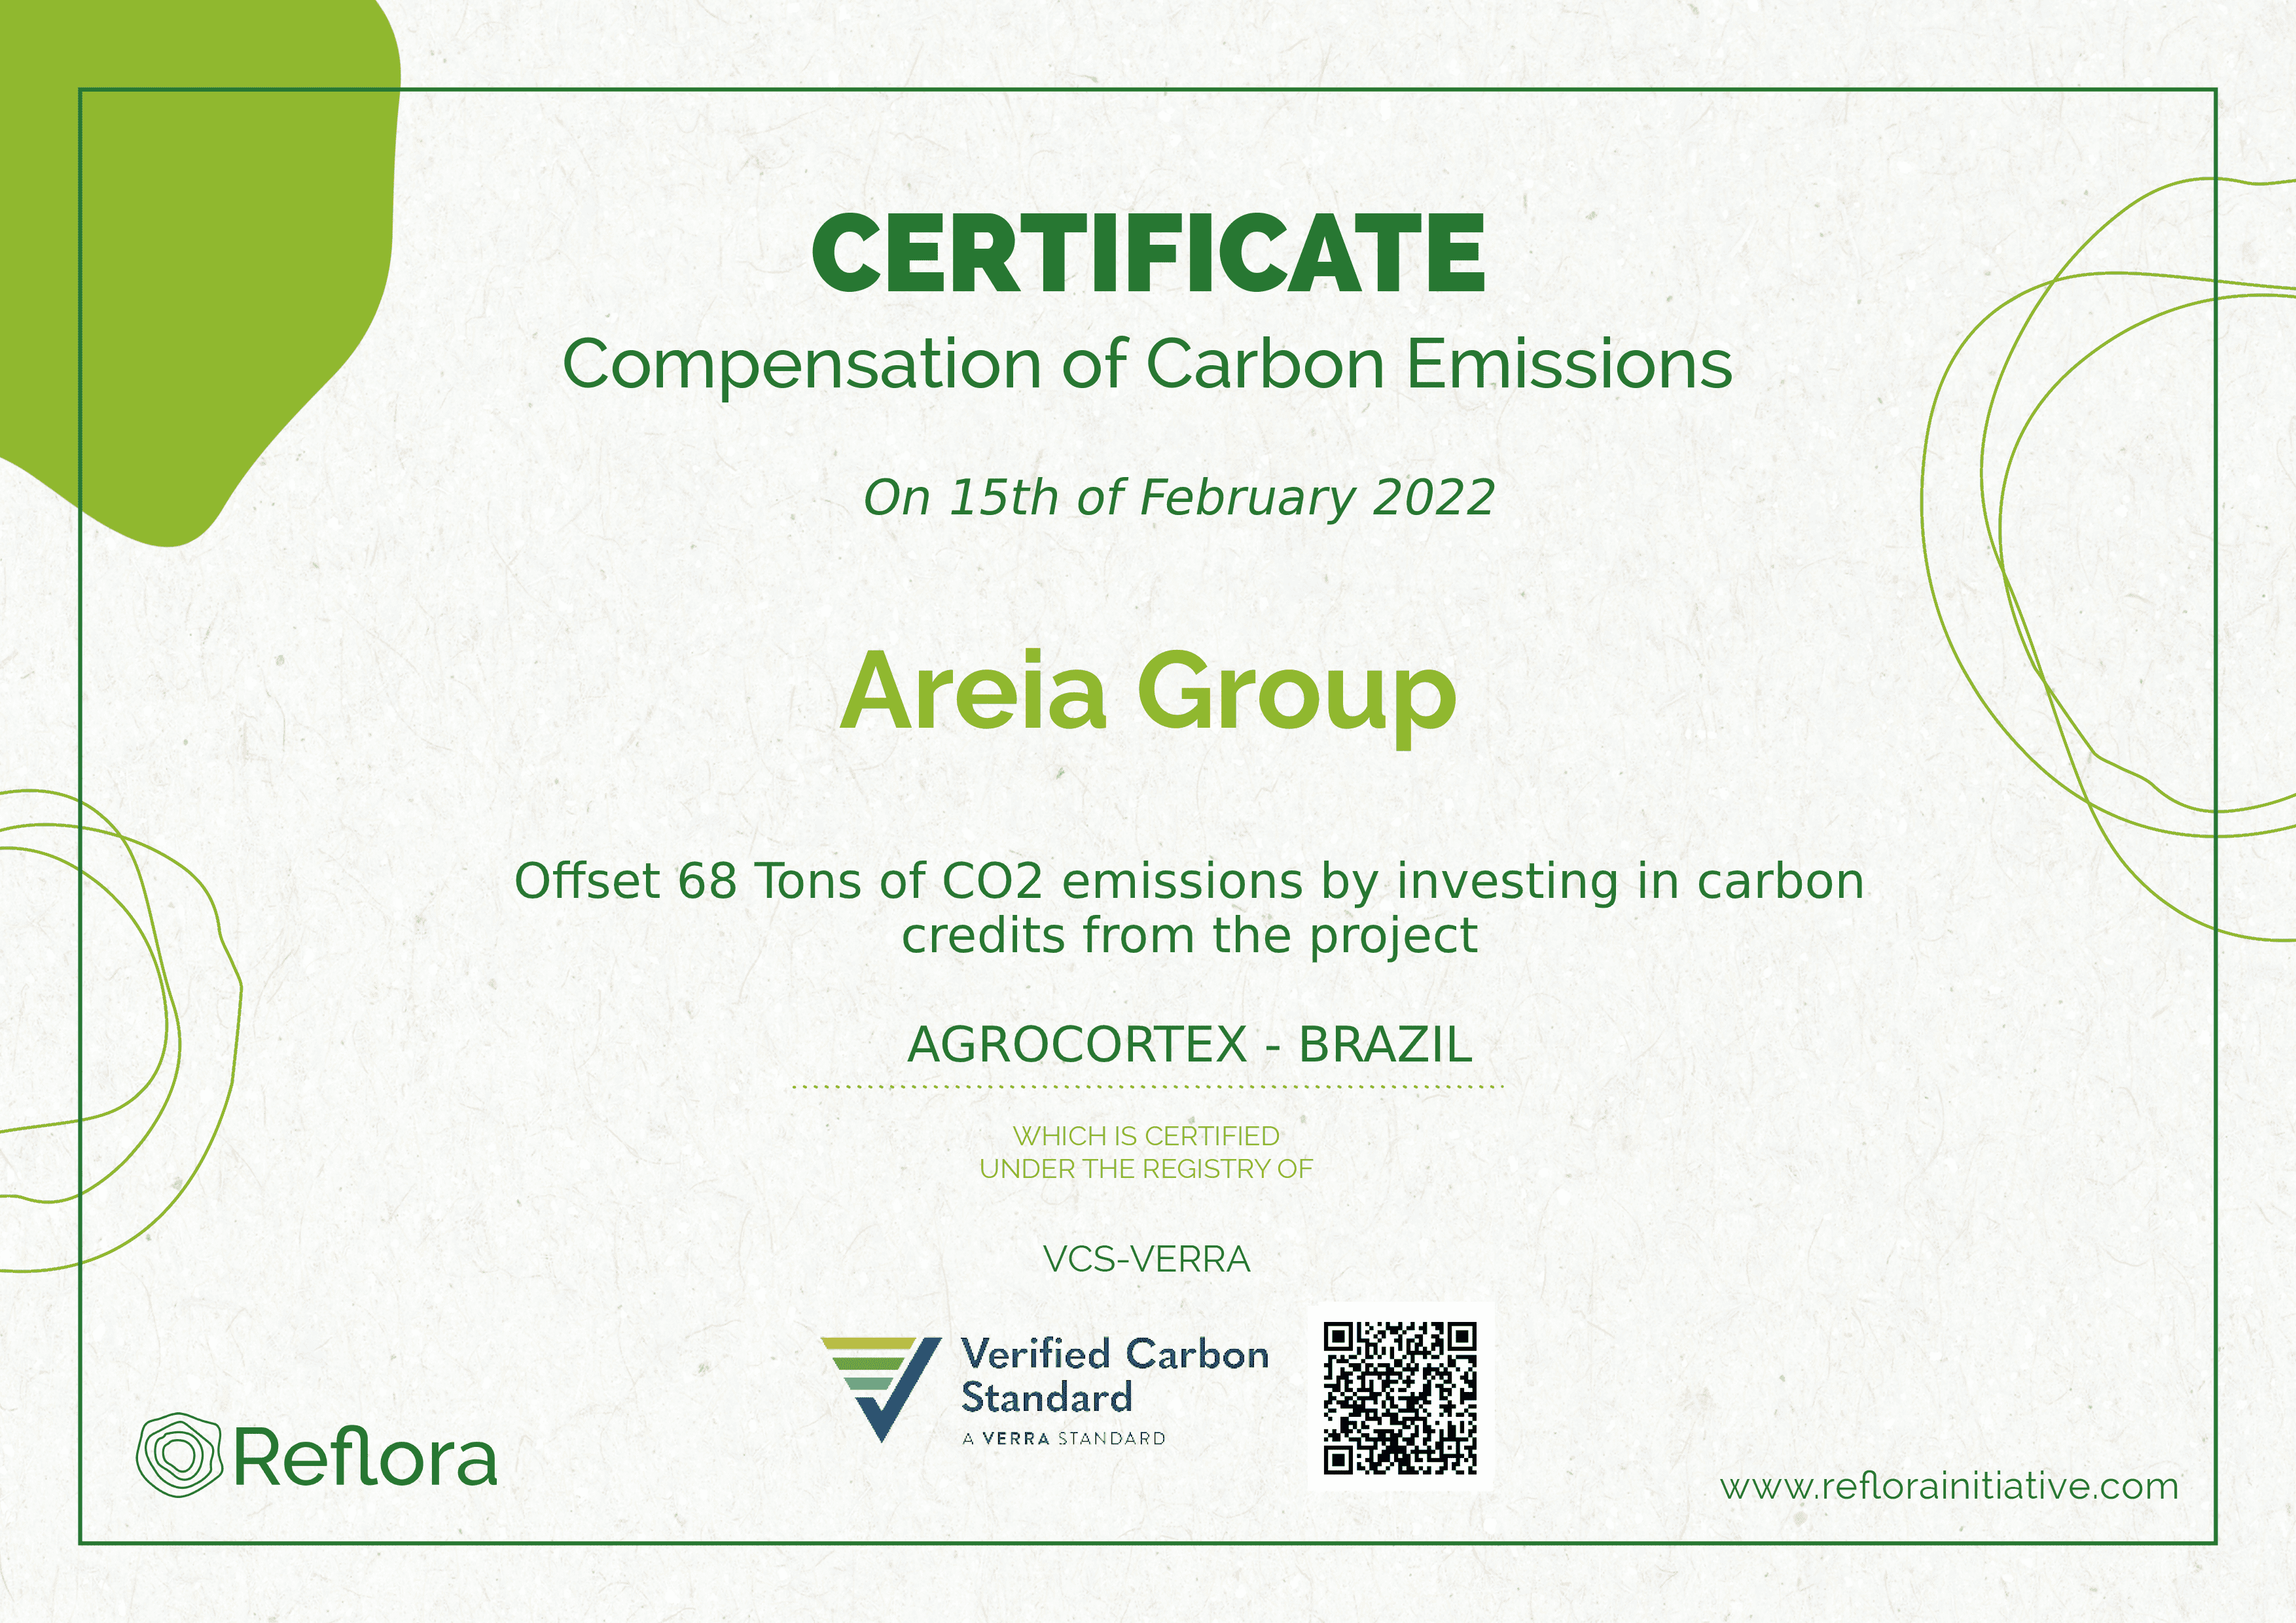 CERTIFICATE
Compensation of Carbon Emissions
On 15th of February 2022
Areia Group
Offset 68 Tons of CO2 emissions by investing in carbon
credits from the project
AGROCORTEX - BRAZIL
WHICH IS CERTIFIED
UNDER THE REGISTRY OF
VCS-VERRA
Verified Carbon
Standard
A VERRA STANDARD
Reflora
www.reflorainitiative.com